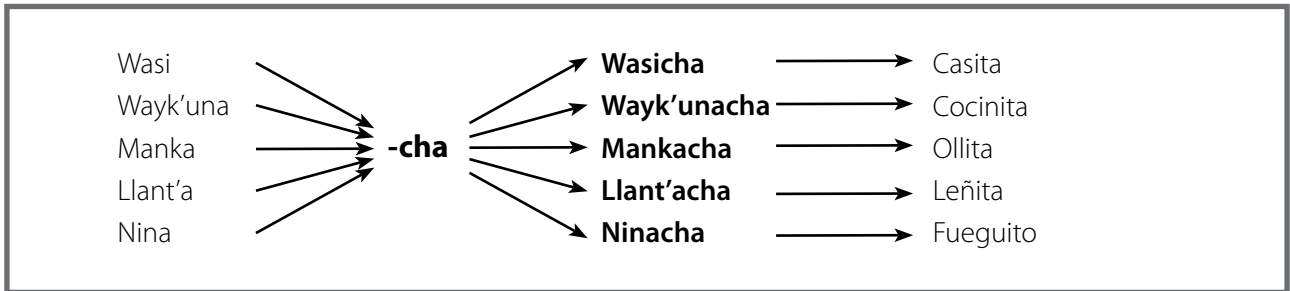 Wasi Wasicha Casita
Wayk’una Wayk’unacha Cocinita
Manka -cha Mankacha Ollita
Llant’a Llant’acha Leñita
Nina Ninacha Fueguito